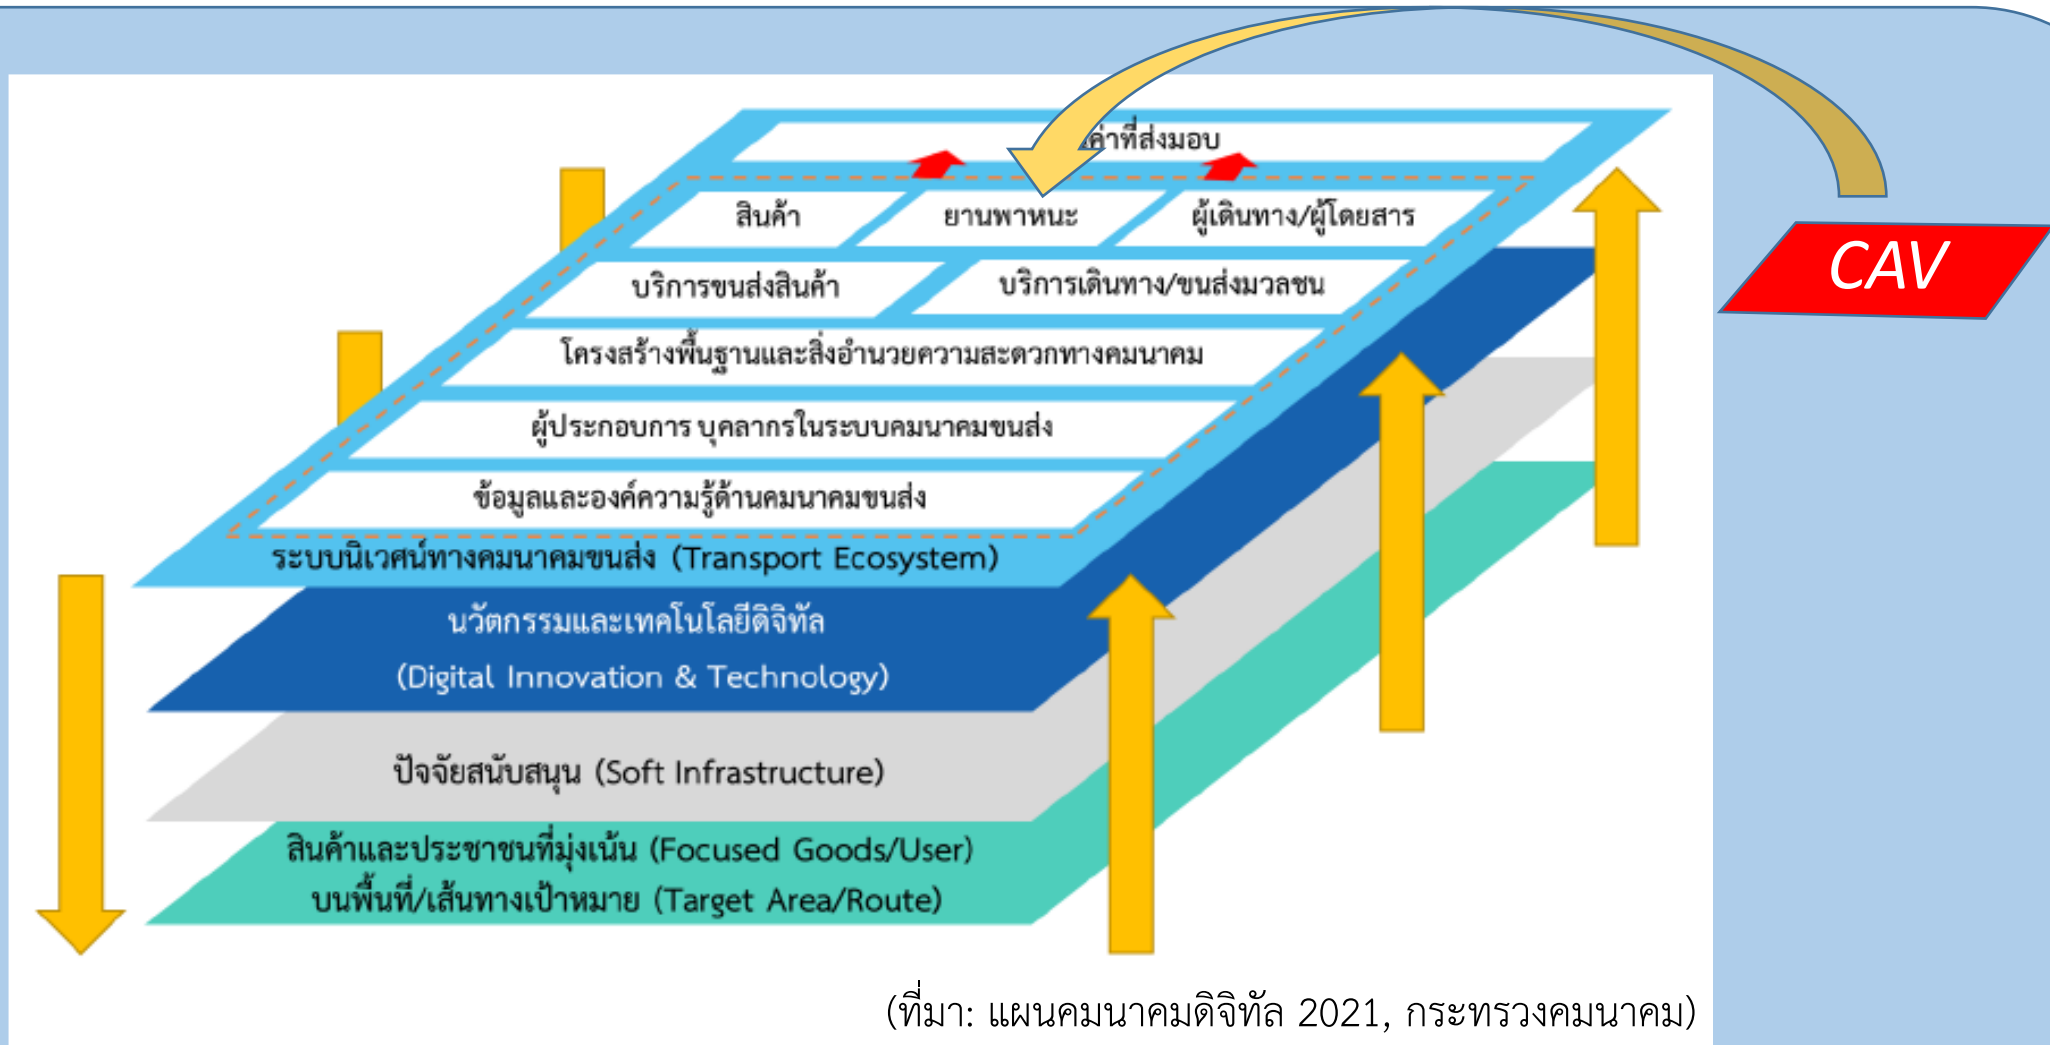 ค่าที่ส่งมอบ
สินค้า
ยานพาหนะ
ผู้เดินทาง/ผู้โดยสาร
CAV
บริการขนส่งสินค้า
บริการเดินทาง/ขนส่งมวลชน
โครงสร้างพื้นฐานและสิ่งอำนวยความสะดวกทางคมนาคม
ผู้ประกอบการ บุคลากรในระบบคมนาคมขนส่ง
ข้อมูลและองค์ความรู้ด้านคมนาคมขนส่ง
ระบบนิเวศน์ทางคมนาคมขนส่ง (Transport Ecosystem)
นวัตกรรมและเทคโนโลยีดิจิทัล
(Digital Innovation & Technology)
ปัจจัยสนับสนุน (Soft Infrastructure)
สินค้าและประชาชนที่มุ่งเน้น (Focused Goods/User)
บนพื้นที่/เส้นทางเป้าหมาย (Target Area/Route)
(ที่มา: แผนคมนาคมดิจิทัล 2021, กระทรวงคมนาคม)